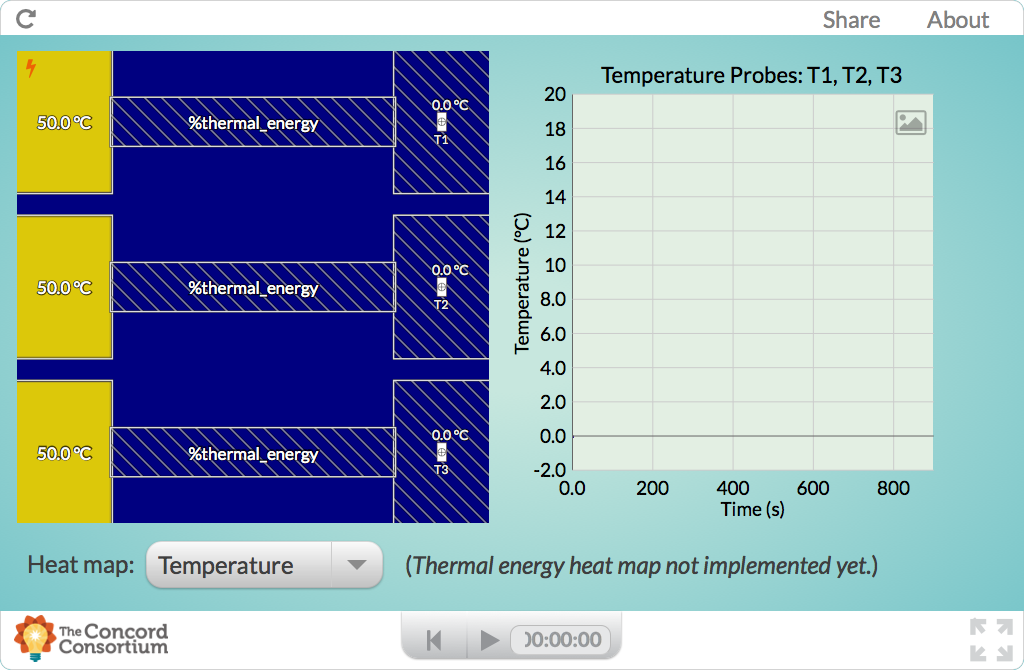 Share About
50.0 °C
%thermal_energy
0.0 °C
T1
50.0 °C
%thermal_energy
0.0 °C
T2
50.0 °C
%thermal_energy
0.0 °C
T3
Temperature Probes: T1, T2, T3
Temperature (°C)
20
18
16
14
12
10
8.0
6.0
4.0
2.0
0.0
-2.0
0.0 200 400 600 800
Time (s)
Heat map: Temperature (Thermal energy heat map not implemented yet.)
The Concord
Consortium
00:00:00